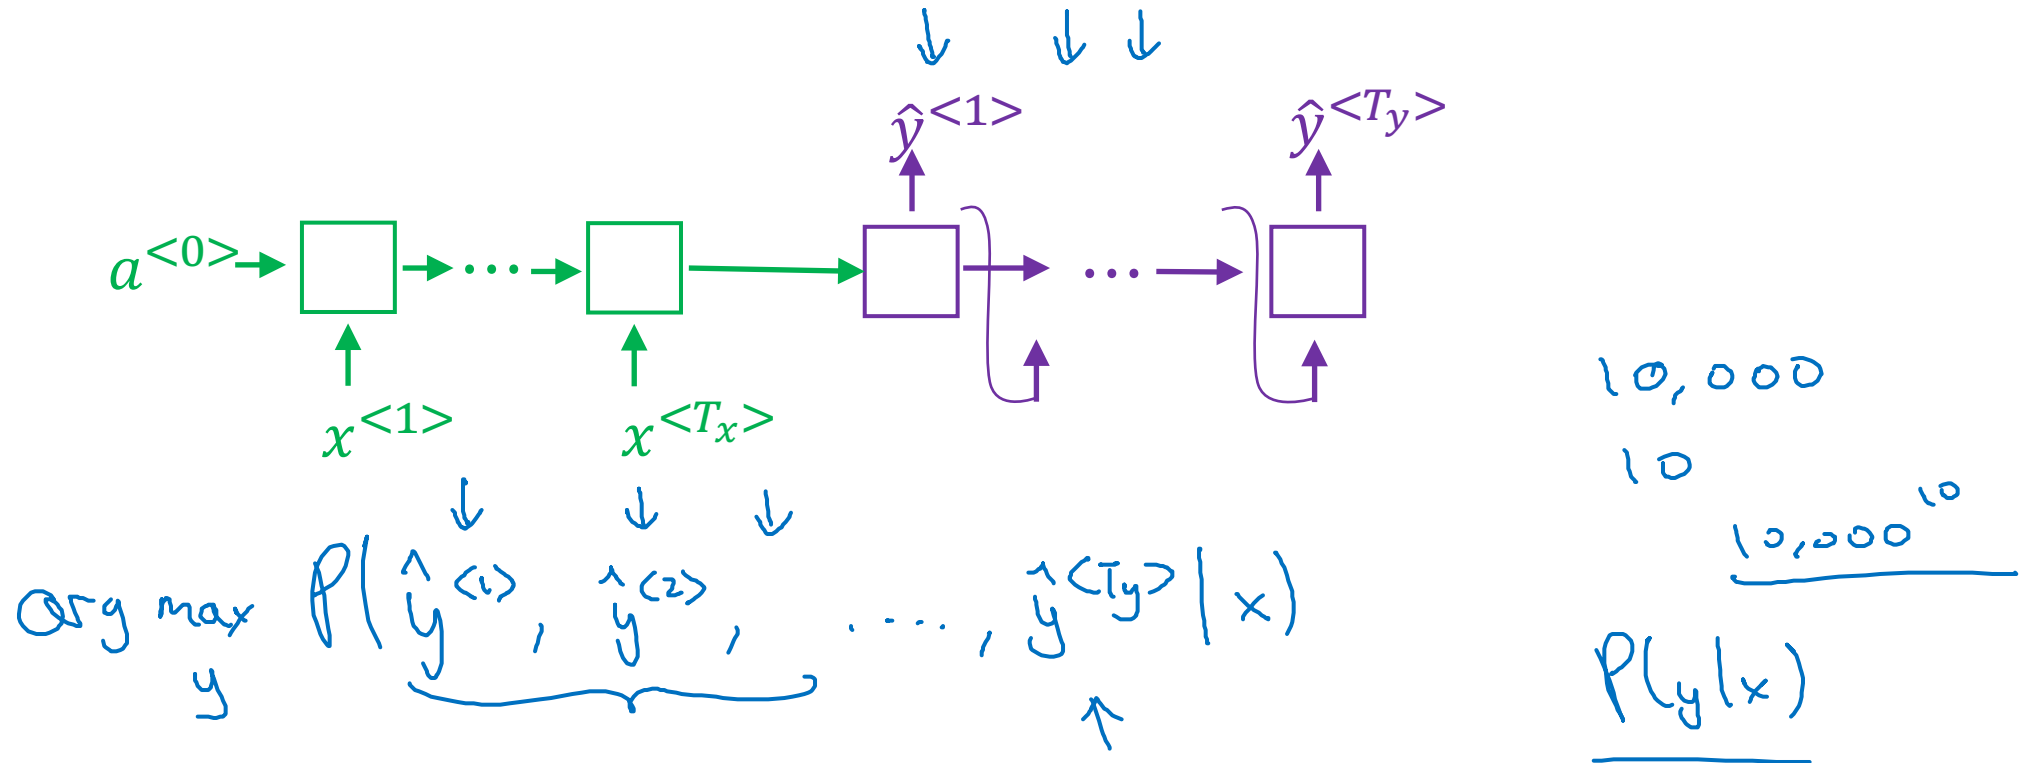 ŷ<1> ŷ<Ty>
a<0> ... ...
x<1> x<Tx>
10,000
10
10,000^10
arg max P(ŷ<1>, ŷ<2>, ....., ŷ<Ty> | x)
y
P(y|x)